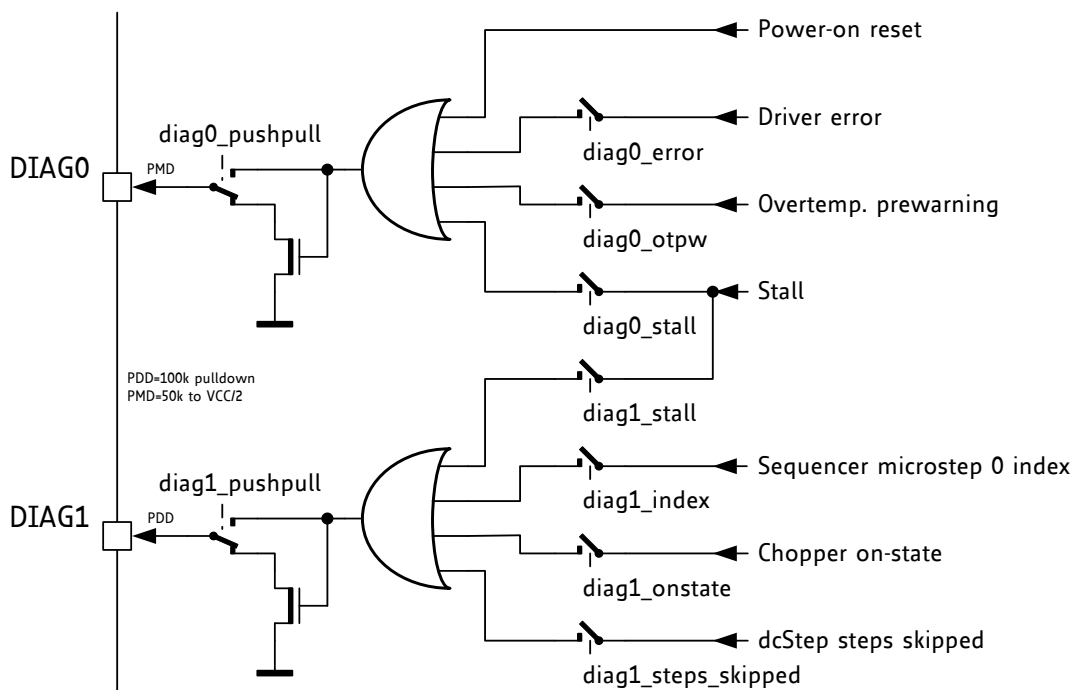 Power-on reset
Driver error
diag0_pushpull
diag0_error
DIAG0
PMD
Overtemp. prewarning
diag0_otpw
Stall
diag0_stall
PDD=100k pulldown
PMD=50k to VCC/2
diag1_stall
Sequencer microstep 0 index
diag1_pushpull
diag1_index
DIAG1
PDD
Chopper on-state
diag1_onstate
dcStep steps skipped
diag1_steps_skipped